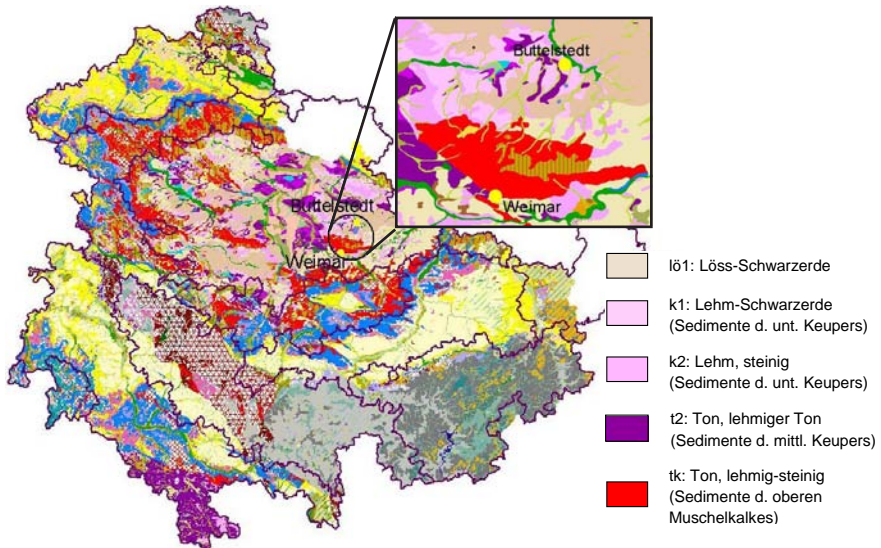 Buttelstedt
Weimar
Buttelstedt
Weimar
lö1: Löss-Schwarzerde
k1: Lehm-Schwarzerde
(Sedimente d. unt. Keupers)
k2: Lehm, steinig
(Sedimente d. unt. Keupers)
t2: Ton, lehmiger Ton
(Sedimente d. mittl. Keupers)
tk: Ton, lehmig-steinig
(Sedimente d. oberen
Muschelkalkes)